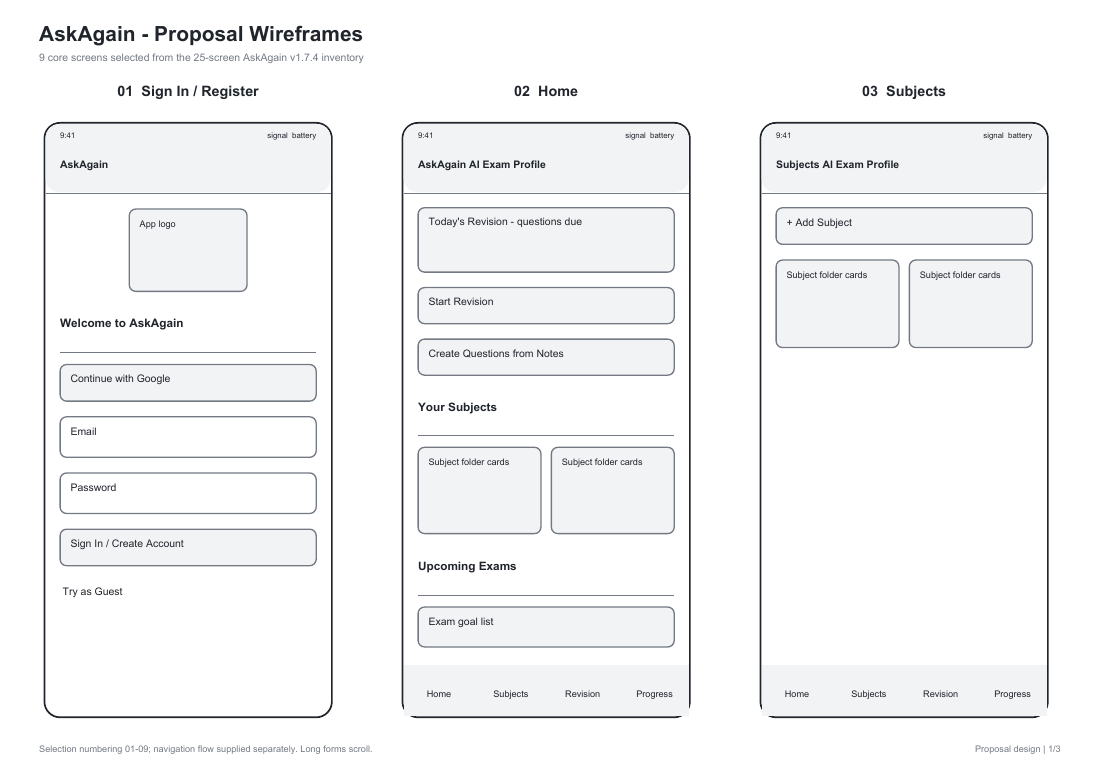 AskAgain - Proposal Wireframes
9 core screens selected from the 25-screen AskAgain v1.7.4 inventory
01 Sign In / Register
9:41 signal battery
AskAgain
App logo
Welcome to AskAgain
Continue with Google
Email
Password
Sign In / Create Account
Try as Guest
02 Home
9:41 signal battery
AskAgain AI Exam Profile
Today's Revision - questions due
Start Revision
Create Questions from Notes
Your Subjects
Subject folder cards Subject folder cards
Upcoming Exams
Exam goal list
Home Subjects Revision Progress
03 Subjects
9:41 signal battery
Subjects AI Exam Profile
+ Add Subject
Subject folder cards Subject folder cards
Home Subjects Revision Progress
Selection numbering 01-09; navigation flow supplied separately. Long forms scroll.
Proposal design | 1/3